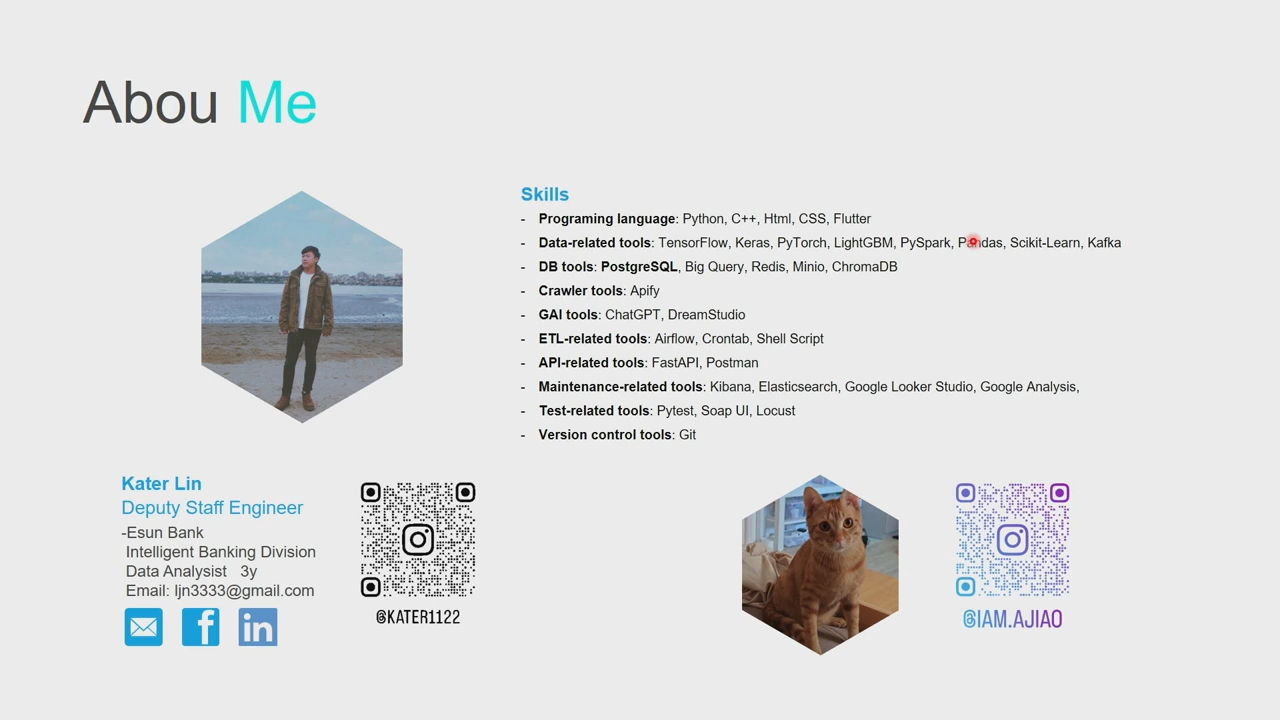 Abou Me
Skills
- Programing language: Python, C++, Html, CSS, Flutter
- Data-related tools: TensorFlow, Keras, PyTorch, LightGBM, PySpark, Pandas, Scikit-Learn, Kafka
- DB tools: PostgreSQL, Big Query, Redis, Minio, ChromaDB
- Crawler tools: Apify
- GAI tools: ChatGPT, DreamStudio
- ETL-related tools: Airflow, Crontab, Shell Script
- API-related tools: FastAPI, Postman
- Maintenance-related tools: Kibana, Elasticsearch, Google Looker Studio, Google Analysis,
- Test-related tools: Pytest, Soap UI, Locust
- Version control tools: Git
Kater Lin
Deputy Staff Engineer
-Esun Bank
Intelligent Banking Division
Data Analysist 3y
Email: ljn3333@gmail.com
@KATER1122
@IAM.AJIAO